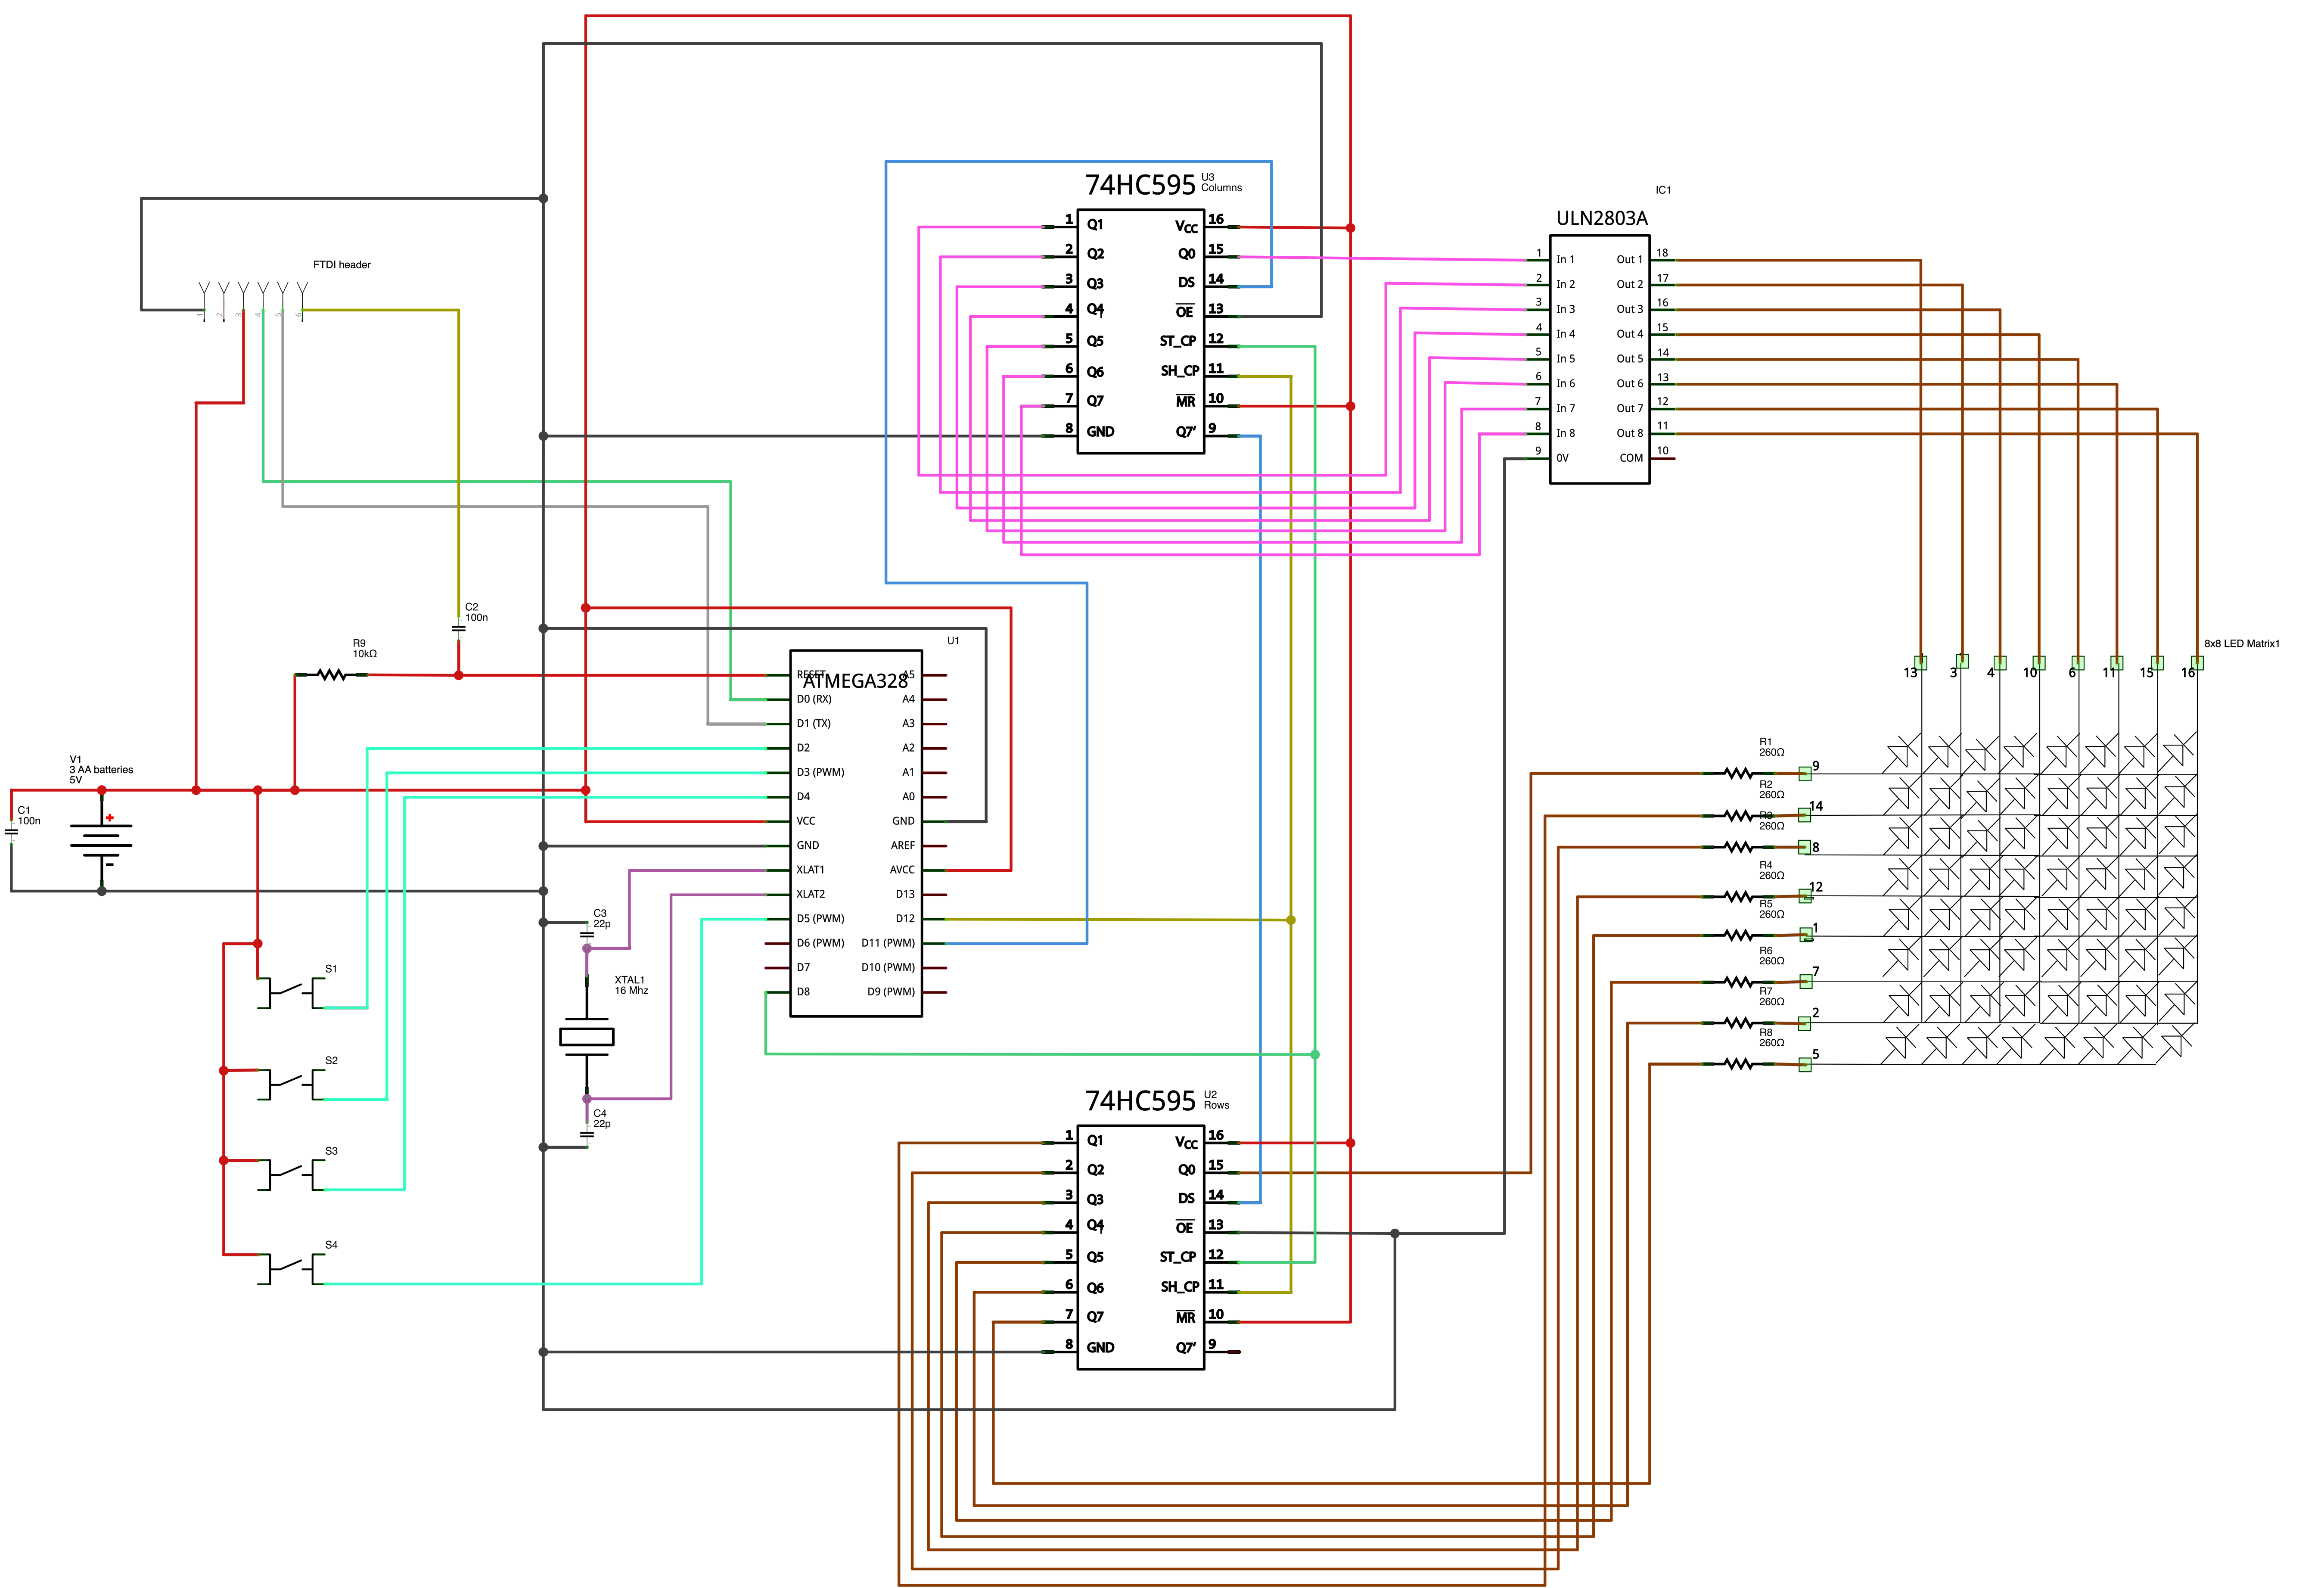 FTDI header
1
2
3
4
5
6
C2
100n
R9
10kΩ
V1
3 AA batteries
5V
C1
100n
+
-
C3
22p
XTAL1
16 Mhz
C4
22p
S1
S2
S3
S4
U1
ATMEGA328
RESET
D0 (RX)
D1 (TX)
D2
D3 (PWM)
D4
VCC
GND
XLAT1
XLAT2
D5 (PWM)
D6 (PWM)
D7
D8
A5
A4
A3
A2
A1
A0
GND
AREF
AVCC
D13
D12
D11 (PWM)
D10 (PWM)
D9 (PWM)
74HC595
U3
Columns
1 Q1 VCC 16
2 Q2 Q0 15
3 Q3 DS 14
4 Q4 OE 13
5 Q5 ST_CP 12
6 Q6 SH_CP 11
7 Q7 MR 10
8 GND Q7' 9
74HC595
U2
Rows
1 Q1 VCC 16
2 Q2 Q0 15
3 Q3 DS 14
4 Q4 OE 13
5 Q5 ST_CP 12
6 Q6 SH_CP 11
7 Q7 MR 10
8 GND Q7' 9
IC1
ULN2803A
1 In 1 Out 1 18
2 In 2 Out 2 17
3 In 3 Out 3 16
4 In 4 Out 4 15
5 In 5 Out 5 14
6 In 6 Out 6 13
7 In 7 Out 7 12
8 In 8 Out 8 11
9 0V COM 10
8x8 LED Matrix1
13 3 4 10 6 11 15 16
R1
260Ω
9
R2
260Ω
14
R3
260Ω
8
R4
260Ω
12
R5
260Ω
1
R6
260Ω
7
R7
260Ω
2
R8
260Ω
5